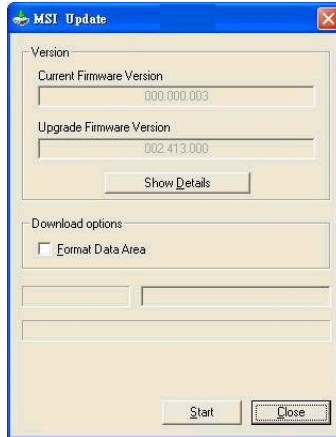 MSI Update
Version
Current Firmware Version
000.000.003
Upgrade Firmware Version
002.413.000
Show Details
Download options
Format Data Area
Start
Close